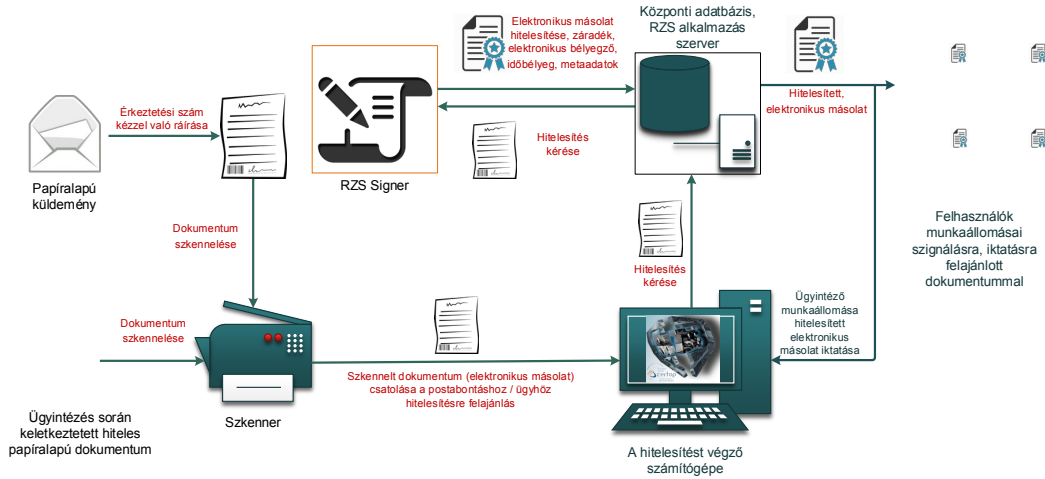 Elektronikus másolat
hitelesítése, záradék,
elektronikus bélyegző,
időbélyeg, metaadatok
Központi adatbázis,
RZS alkalmazás
szerver
Érkeztetési szám
kézzel való ráírása
Hitelesített,
elektronikus másolat
Hitelesítés
kérése
Papíralapú
küldemény
RZS Signer
Dokumentum
szkennelése
Hitelesítés
kérése
Felhasználók
munkaállomásai
szignálásra, iktatásra
felajánlott
dokumentummal
Dokumentum
szkennelése
Ügyintéző
munkaállomása
hitelesített
elektronikus
másolat iktatása
Szkennelt dokumentum (elektronikus másolat)
csatolása a postabontáshoz / ügyhöz
hitelesítésre felajánlás
certop
Ügyintézés során
keletkeztetett hiteles
papíralapú dokumentum
Szkenner
A hitelesítést végző
számítógépe